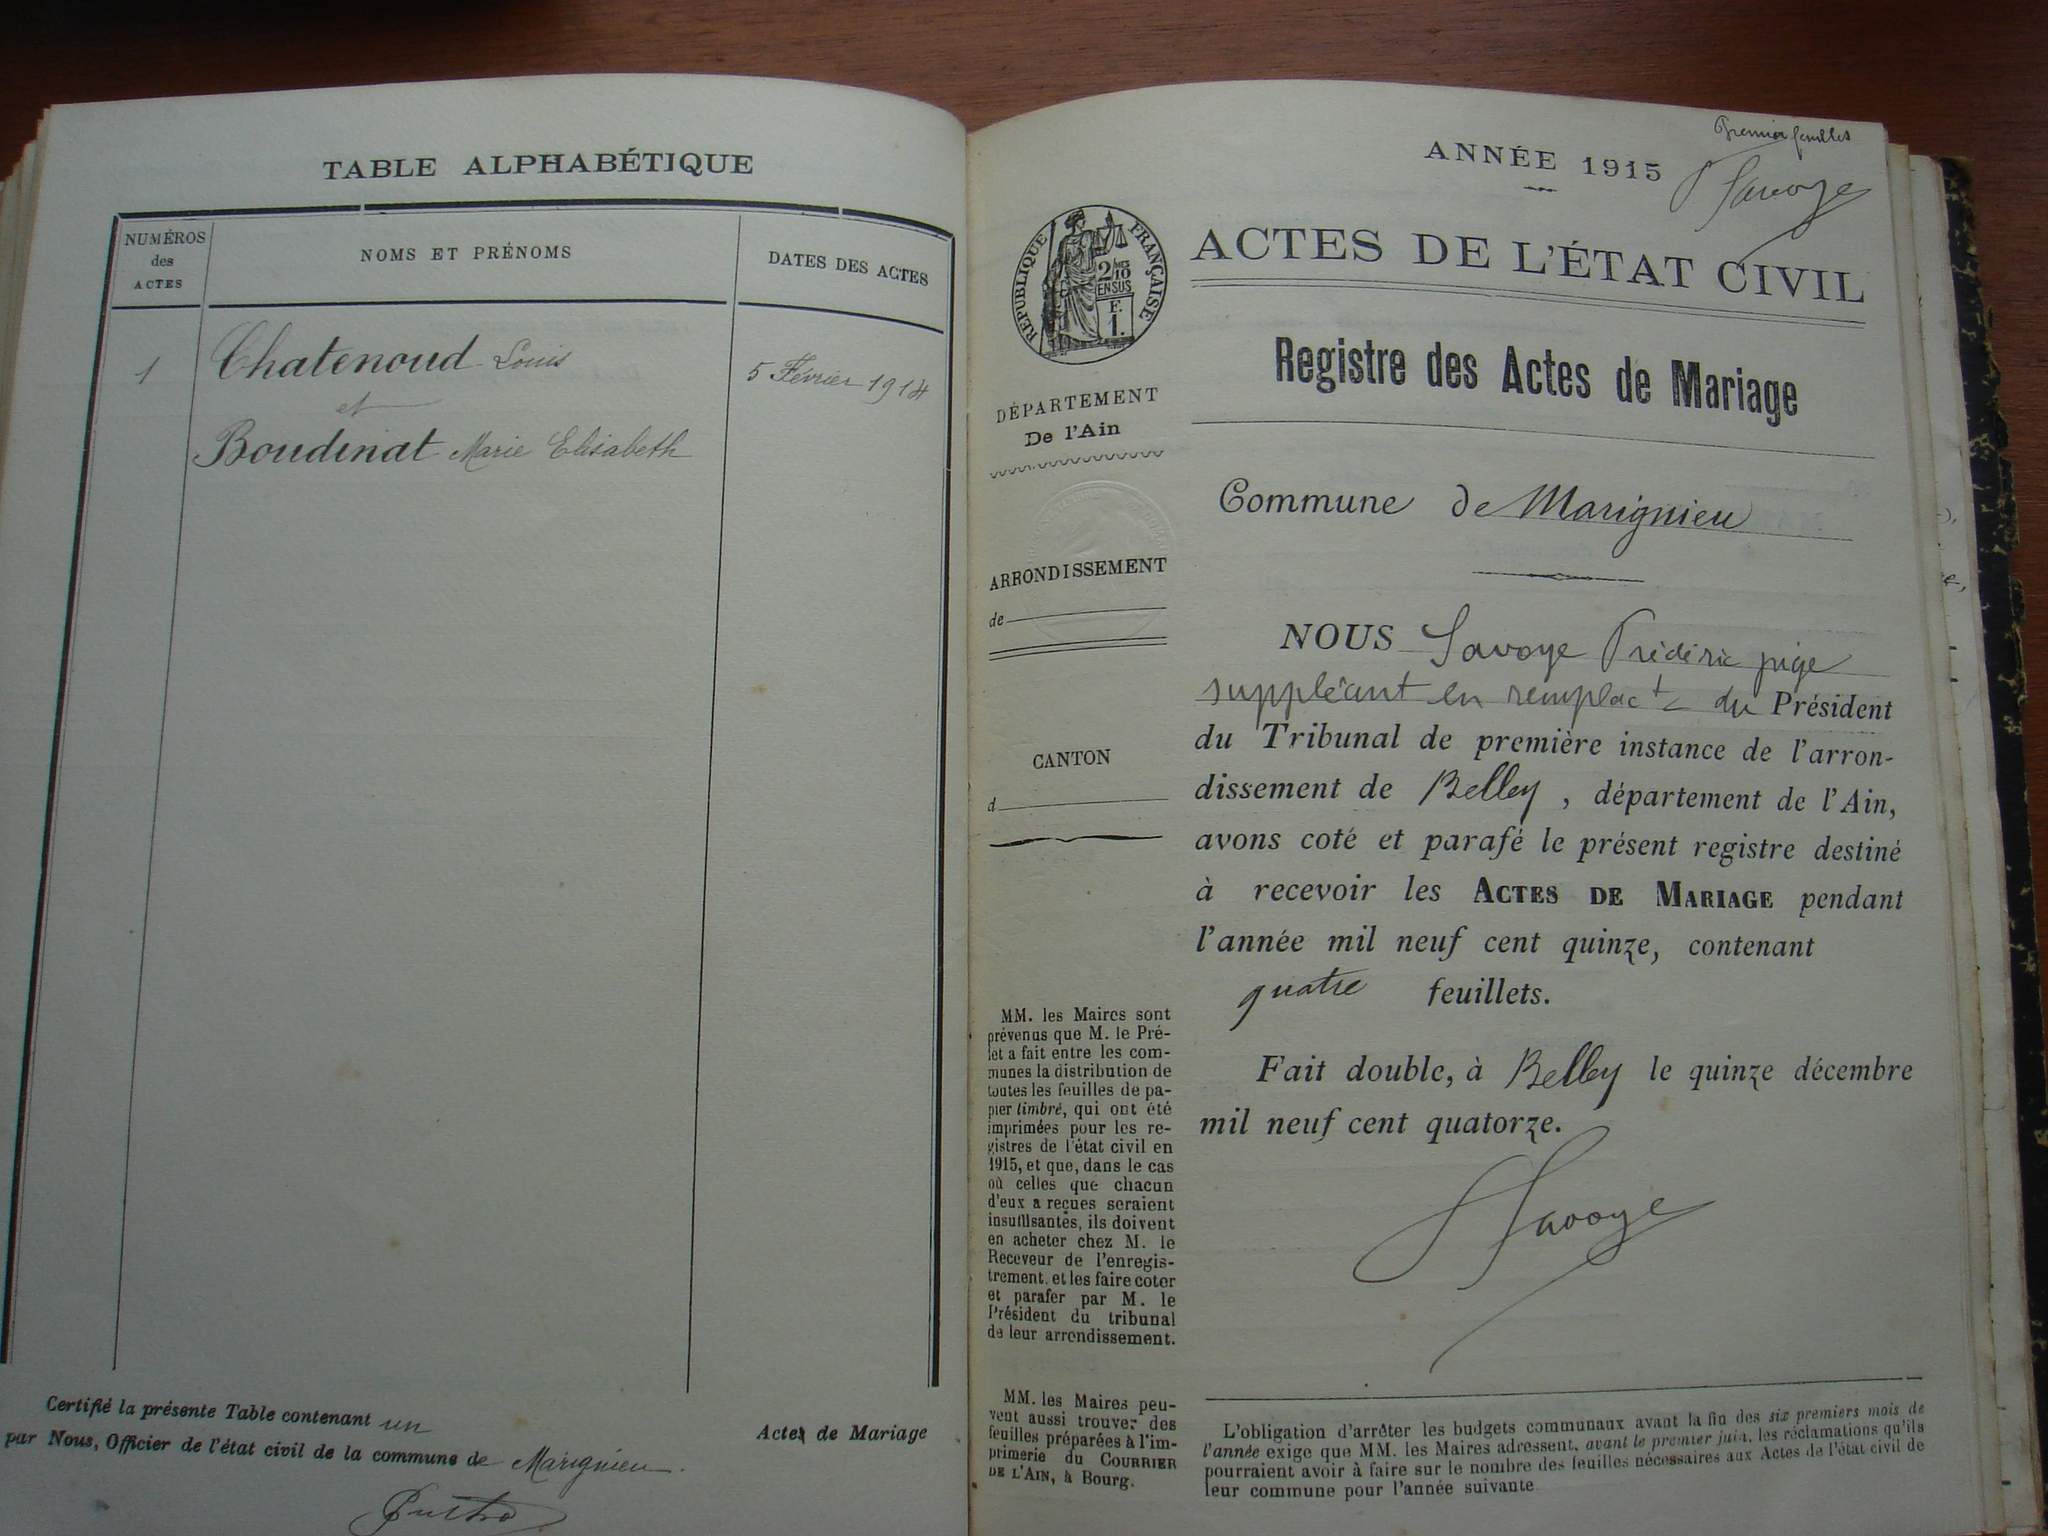 TABLE ALPHABÉTIQUE
NUMÉROS
des
ACTES
NOMS ET PRÉNOMS
DATES DES ACTES
1
Chatenoud Louis
5 Février 1914
et
Boudinat Marie Elisabeth
Certifié la présente Table contenant un
Actes de Mariage
par Nous, Officier de l'état civil de la commune de Marignieu.
Premier feuillet
ANNÉE 1915
Savoye
RÉPUBLIQUE FRANÇAISE
2/10
EN SUS
E.
1.
ACTES DE L'ÉTAT CIVIL
Registre des Actes de Mariage
DÉPARTEMENT
De l'Ain
Commune de Marignieu
ARRONDISSEMENT
de
CANTON
d
NOUS Savoye Frédéric juge
suppléant en remplact du Président
du Tribunal de première instance de l'arron-
dissement de Belley, département de l'Ain,
avons coté et parafé le présent registre destiné
à recevoir les ACTES DE MARIAGE pendant
l'année mil neuf cent quinze, contenant
quatre feuillets.
Fait double, à Belley le quinze décembre
mil neuf cent quatorze.
Savoye
MM. les Maires sont
prévenus que M. le Pré-
fet a fait entre les com-
munes la distribution de
toutes les feuilles de pa-
pier timbré, qui ont été
imprimées pour les re-
gistres de l'état civil en
1915, et que, dans le cas
où celles que chacun
d'eux a reçues seraient
insuffisantes, ils doivent
en acheter chez M. le
Receveur de l'enregis-
trement, et les faire coter
et parafer par M. le
Président du tribunal
de leur arrondissement.
MM. les Maires peu-
vent aussi trouver des
feuilles préparées à l'im-
primerie du COURRIER
DE L'AIN, à Bourg.
L'obligation d'arrêter les budgets communaux avant la fin des six premiers mois de
l'année exige que MM. les Maires adressent, avant le premier juin, les réclamations qu'ils
pourraient avoir à faire sur le nombre des feuilles nécessaires aux Actes de l'état civil de
leur commune pour l'année suivante.